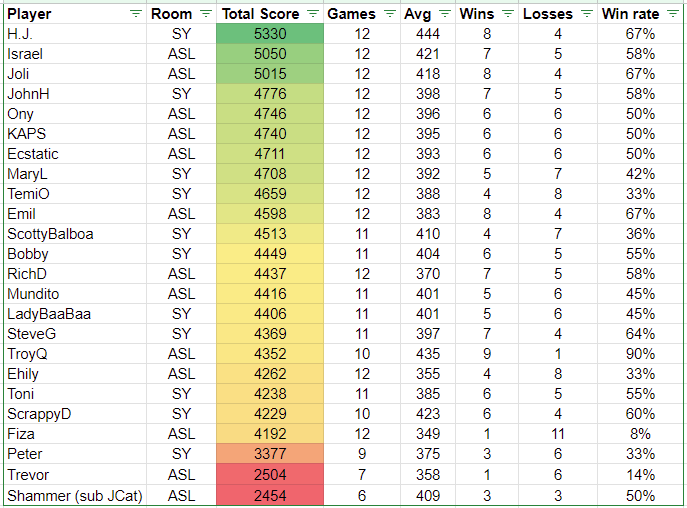 Player Room Total Score Games Avg Wins Losses Win rate
H.J. SY 5330 12 444 8 4 67%
Israel ASL 5050 12 421 7 5 58%
Joli ASL 5015 12 418 8 4 67%
JohnH SY 4776 12 398 7 5 58%
Ony ASL 4746 12 396 6 6 50%
KAPS ASL 4740 12 395 6 6 50%
Ecstatic ASL 4711 12 393 6 6 50%
MaryL SY 4708 12 392 5 7 42%
TemiO SY 4659 12 388 4 8 33%
Emil ASL 4598 12 383 8 4 67%
ScottyBalboa SY 4513 11 410 4 7 36%
Bobby SY 4449 11 404 6 5 55%
RichD ASL 4437 12 370 7 5 58%
Mundito ASL 4416 11 401 5 6 45%
LadyBaaBaa SY 4406 11 401 5 6 45%
SteveG SY 4369 11 397 7 4 64%
TroyQ ASL 4352 10 435 9 1 90%
Ehily ASL 4262 12 355 4 8 33%
Toni SY 4238 11 385 6 5 55%
ScrappyD SY 4229 10 423 6 4 60%
Fiza ASL 4192 12 349 1 11 8%
Peter SY 3377 9 375 3 6 33%
Trevor ASL 2504 7 358 1 6 14%
Shammer (sub JCat) ASL 2454 6 409 3 3 50%